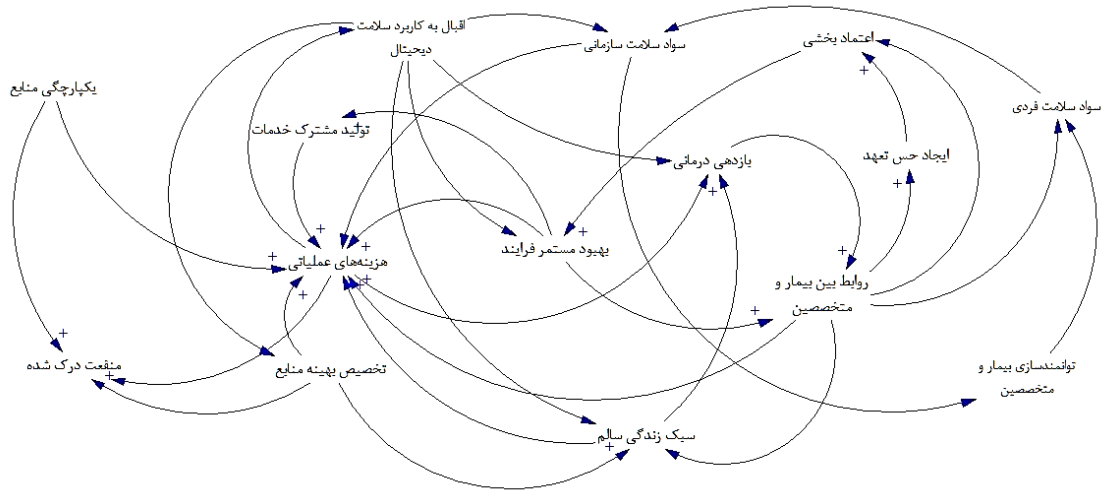 اقبال به کاربرد سلامت
دیجیتال
سواد سلامت سازمانی
اعتماد بخشی
یکپارچگی منابع
سواد سلامت فردی
تولید مشترک خدمات
بازدهی درمانی
ایجاد حس تعهد
هزینه‌های عملیاتی
بهبود مستمر فرایند
روابط بین بیمار و
متخصصین
منفعت درک شده
تخصیص بهینه منابع
توانمندسازی بیمار و
متخصصین
سبک زندگی سالم